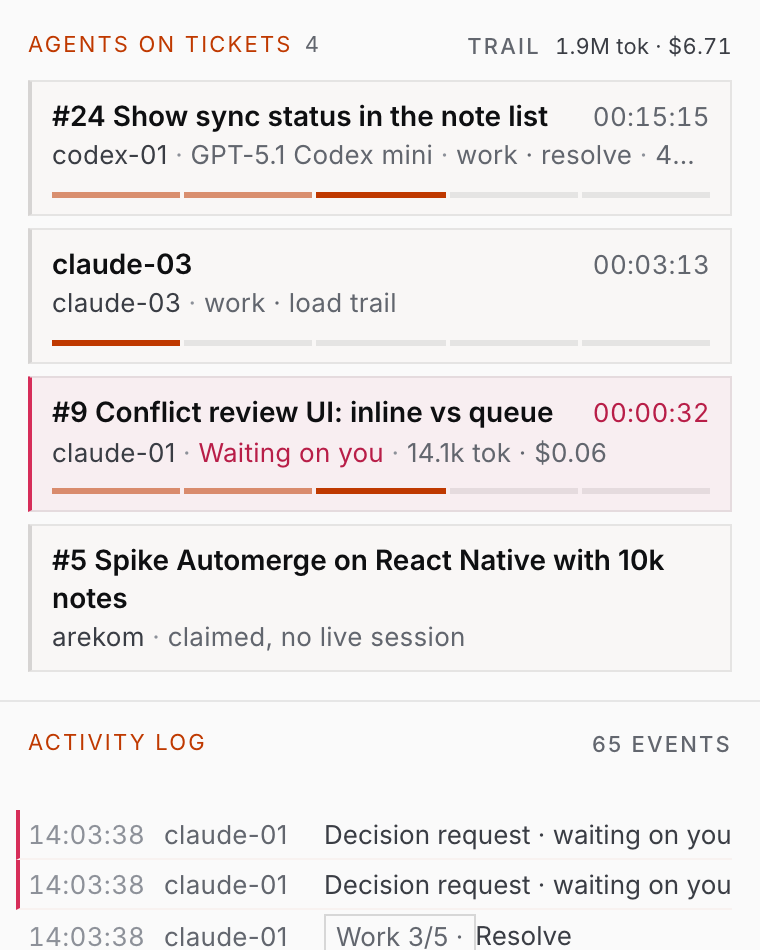 AGENTS ON TICKETS 4 TRAIL 1.9M tok · $6.71
#24 Show sync status in the note list 00:15:15
codex-01 · GPT-5.1 Codex mini · work · resolve · 4...
claude-03 00:03:13
claude-03 · work · load trail
#9 Conflict review UI: inline vs queue 00:00:32
claude-01 · Waiting on you · 14.1k tok · $0.06
#5 Spike Automerge on React Native with 10k
notes
arekom · claimed, no live session
ACTIVITY LOG 65 EVENTS
14:03:38 claude-01 Decision request · waiting on you
14:03:38 claude-01 Decision request · waiting on you
14:03:38 claude-01 Work 3/5 · Resolve